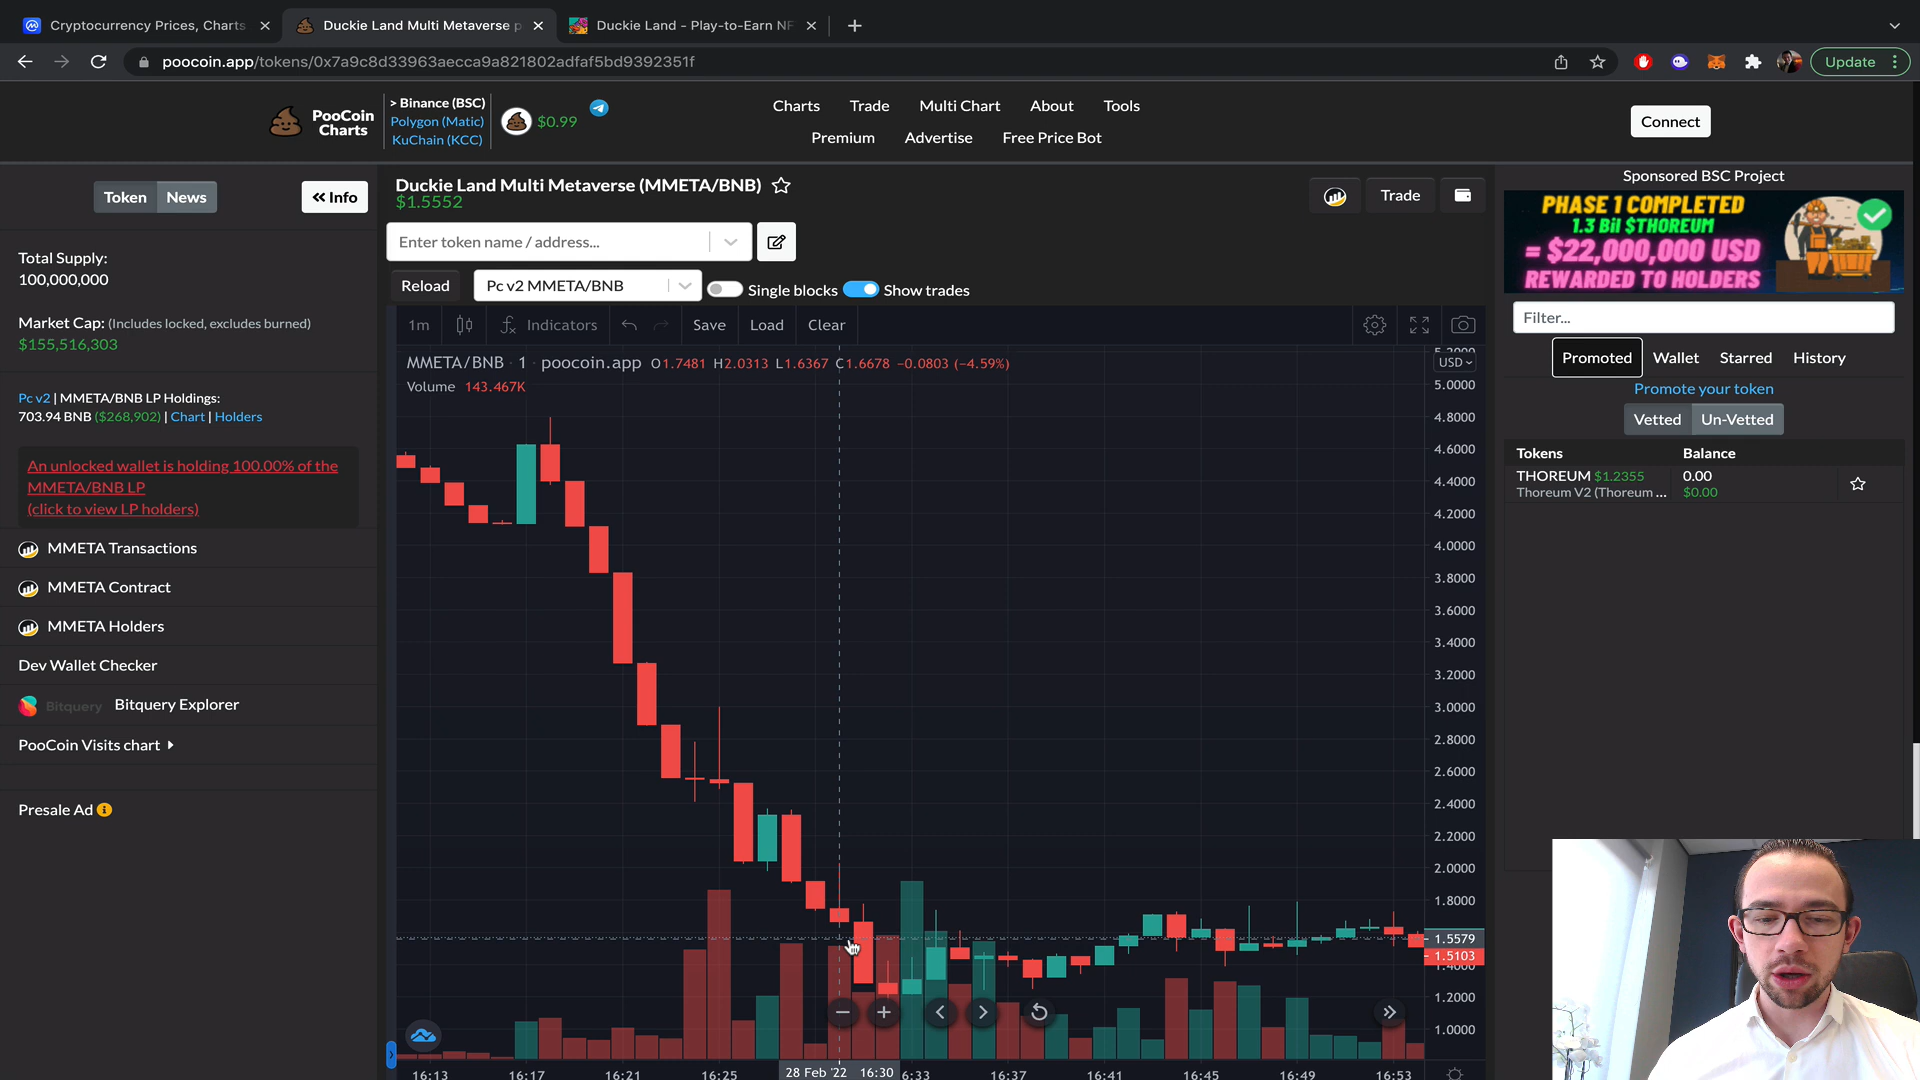 Cryptocurrency Prices, Charts
Duckie Land Multi Metaverse p
Duckie Land - Play-to-Earn NF
poocoin.app/tokens/0x7a9c8d33963aecca9a821802adfaf5bd9392351f
Update
PooCoin
Charts
> Binance (BSC)
Polygon (Matic)
KuChain (KCC)
$0.99
Charts
Trade
Multi Chart
About
Tools
Premium
Advertise
Free Price Bot
Connect
Token
News
Info
Total Supply:
100,000,000
Market Cap: (Includes locked, excludes burned)
$155,516,303
Pc v2 | MMETA/BNB LP Holdings:
703.94 BNB ($268,902) | Chart | Holders
An unlocked wallet is holding 100.00% of the
MMETA/BNB LP
(click to view LP holders)
MMETA Transactions
MMETA Contract
MMETA Holders
Dev Wallet Checker
Bitquery Bitquery Explorer
PooCoin Visits chart
Presale Ad
Duckie Land Multi Metaverse (MMETA/BNB)
$1.5552
Trade
Enter token name / address...
Reload
Pc v2 MMETA/BNB
Single blocks
Show trades
1m
Indicators
Save
Load
Clear
MMETA/BNB · 1 · poocoin.app O1.7481 H2.0313 L1.6367 C1.6678 −0.0803 (−4.59%)
Volume 143.467K
5.2000
USD
5.0000
4.8000
4.6000
4.4000
4.2000
4.0000
3.8000
3.6000
3.4000
3.2000
3.0000
2.8000
2.6000
2.4000
2.2000
2.0000
1.8000
1.5579
1.5103
1.4000
1.2000
1.0000
16:13
16:17
16:21
16:25
28 Feb '22 16:30
6:33
16:37
16:41
16:45
16:49
16:53
Sponsored BSC Project
PHASE 1 COMPLETED
1.3 Bil $THOREUM
= $22,000,000 USD
REWARDED TO HOLDERS
Filter...
Promoted
Wallet
Starred
History
Promote your token
Vetted
Un-Vetted
Tokens
Balance
THOREUM $1.2355
0.00
Thoreum V2 (Thoreum ...
$0.00